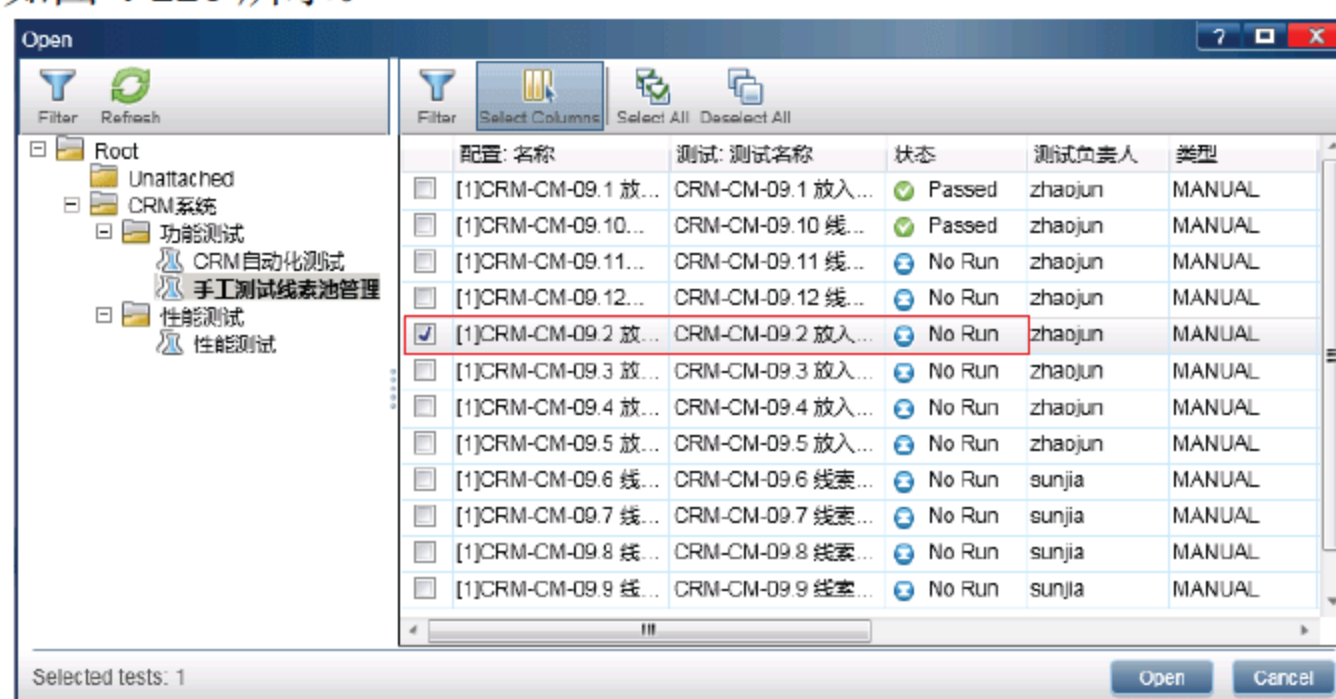 Open
Filter Refresh
Filter Select Columns Select All Deselect All
Root
Unattached
CRM系统
功能测试
CRM自动化测试
手工测试线索池管理
性能测试
性能测试
配置: 名称 测试: 测试名称 状态 测试负责人 类型
[1]CRM-CM-09.1 放... CRM-CM-09.1 放入... Passed zhaojun MANUAL
[1]CRM-CM-09.10... CRM-CM-09.10 线... Passed zhaojun MANUAL
[1]CRM-CM-09.11... CRM-CM-09.11 线... No Run zhaojun MANUAL
[1]CRM-CM-09.12... CRM-CM-09.12 线... No Run zhaojun MANUAL
[1]CRM-CM-09.2 放... CRM-CM-09.2 放入... No Run zhaojun MANUAL
[1]CRM-CM-09.3 放... CRM-CM-09.3 放入... No Run zhaojun MANUAL
[1]CRM-CM-09.4 放... CRM-CM-09.4 放入... No Run zhaojun MANUAL
[1]CRM-CM-09.5 放... CRM-CM-09.5 放入... No Run zhaojun MANUAL
[1]CRM-CM-09.6 线... CRM-CM-09.6 线索... No Run sunjia MANUAL
[1]CRM-CM-09.7 线... CRM-CM-09.7 线索... No Run sunjia MANUAL
[1]CRM-CM-09.8 线... CRM-CM-09.8 线索... No Run sunjia MANUAL
[1]CRM-CM-09.9 线... CRM-CM-09.9 线索... No Run sunjia MANUAL
Selected tests: 1 Open Cancel